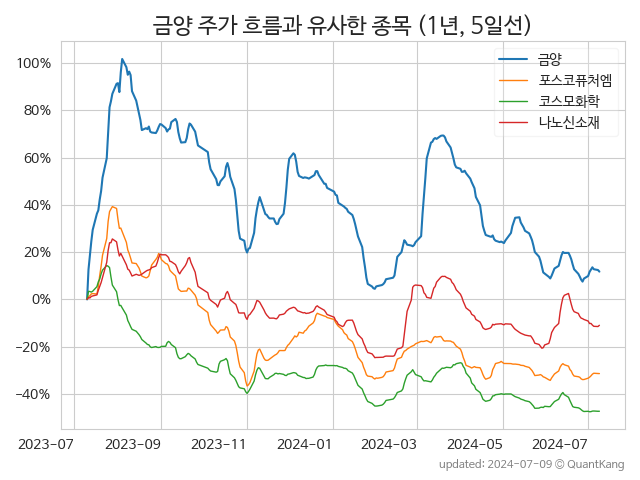 금양 주가 흐름과 유사한 종목 (1년, 5일선)
금양
포스코퓨처엠
코스모화학
나노신소재
100%
80%
60%
40%
20%
0%
−20%
−40%
2023-07 2023-09 2023-11 2024-01 2024-03 2024-05 2024-07
updated: 2024-07-09 © QuantKang